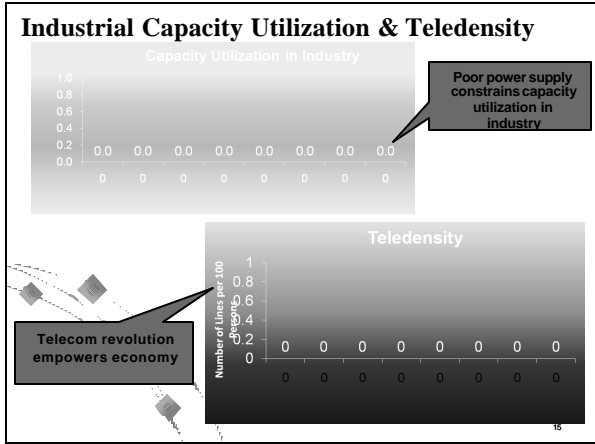 Industrial Capacity Utilization & Teledensity
Capacity Utilization in Industry
1.0
0.8
0.6
0.4
0.2
0.0
0.0 0.0 0.0 0.0 0.0 0.0 0.0 0.0
0 0 0 0 0 0 0 0
Poor power supply
constrains capacity
utilization in
industry
Teledensity
Number of Lines per 100
Persons
1
0.8
0.6
0.4
0.2
0
0 0 0 0 0 0 0 0
0 0 0 0 0 0 0 0
Telecom revolution
empowers economy
15